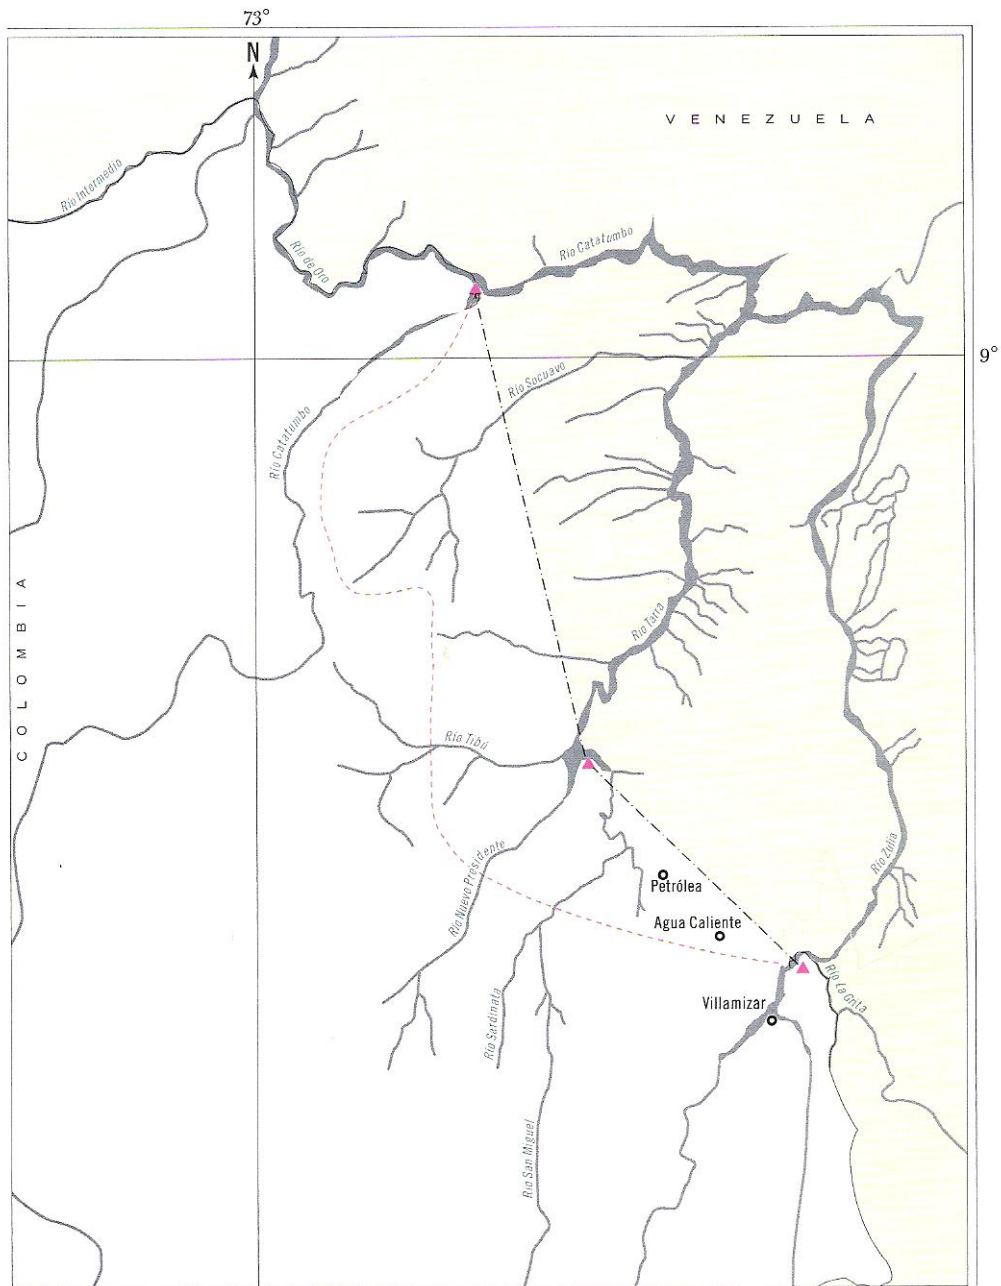 73°
N
VENEZUELA
Río Intermedio
Río de Oro
Río Catatumbo
9°
Río Socuavo
Río Catatumbo
COLOMBIA
Río Tarra
Río Tibú
Río Zulia
Río Nuevo Presidente
Petrólea
Agua Caliente
Río La Grita
Villamizar
Río Sardinata
Río San Miguel